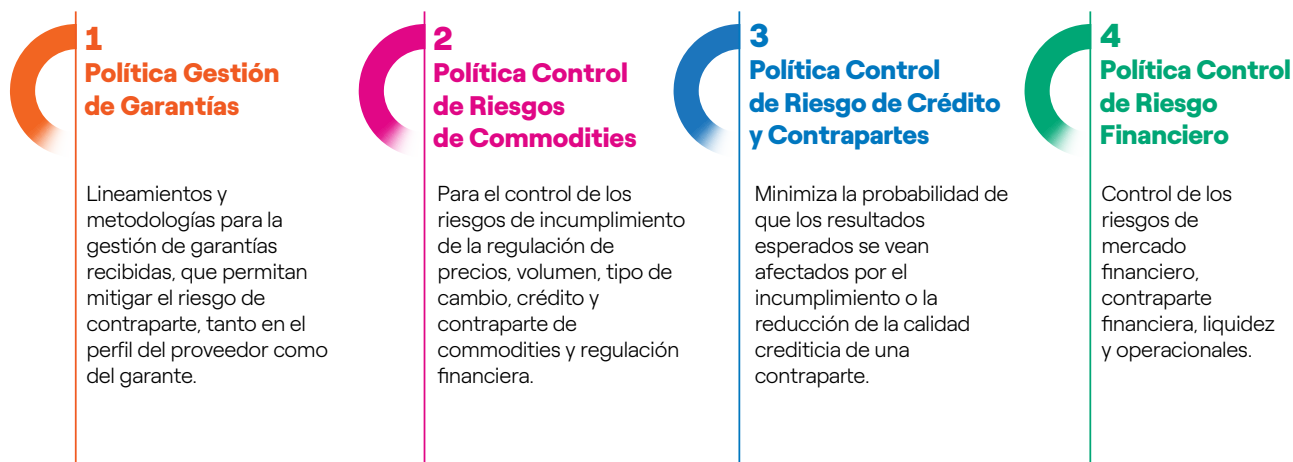 1
Política Gestión
de Garantías
Lineamientos y
metodologías para la
gestión de garantías
recibidas, que permitan
mitigar el riesgo de
contraparte, tanto en el
perfil del proveedor como
del garante.
2
Política Control
de Riesgos
de Commodities
Para el control de los
riesgos de incumplimiento
de la regulación de
precios, volumen, tipo de
cambio, crédito y
contraparte de
commodities y regulación
financiera.
3
Política Control
de Riesgo de Crédito
y Contrapartes
Minimiza la probabilidad de
que los resultados
esperados se vean
afectados por el
incumplimiento o la
reducción de la calidad
crediticia de una
contraparte.
4
Política Control
de Riesgo
Financiero
Control de los
riesgos de
mercado
financiero,
contraparte
financiera, liquidez
y operacionales.